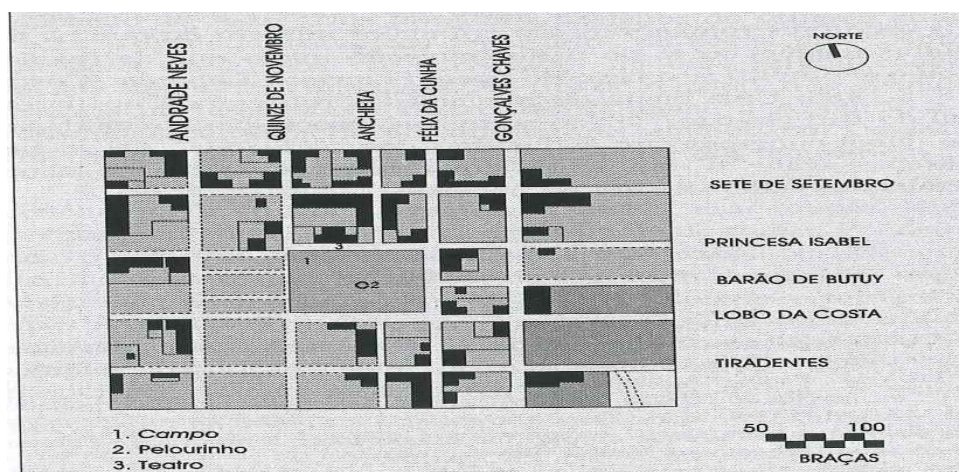 NORTE
ANDRADE NEVES
QUINZE DE NOVEMBRO
ANCHIETA
FÉLIX DA CUNHA
GONÇALVES CHAVES
SETE DE SETEMBRO
PRINCESA ISABEL
BARÃO DE BUTUY
LOBO DA COSTA
TIRADENTES
3
1
2
1. Campo
2. Pelourinho
3. Teatro
50 100
BRAÇAS